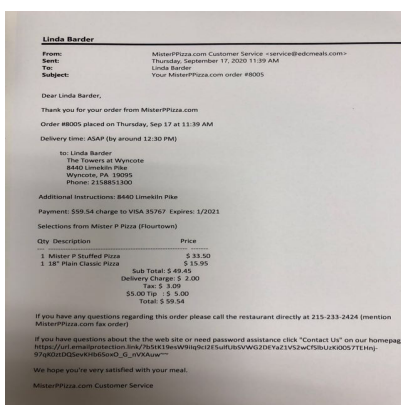 Linda Barder
From: MisterPPizza.com Customer Service <service@edcmeals.com>
Sent: Thursday, September 17, 2020 11:39 AM
To: Linda Barder
Subject: Your MisterPPizza.com order #8005
Dear Linda Barder,
Thank you for your order from MisterPPizza.com
Order #8005 placed on Thursday, Sep 17 at 11:39 AM
Delivery time: ASAP (by around 12:30 PM)
to: Linda Barder
The Towers at Wyncote
8440 Limekiln Pike
Wyncote, PA 19095
Phone: 2158851300
Additional Instructions: 8440 Limekiln Pike
Payment: $59.54 charge to VISA 35767 Expires: 1/2021
Selections from Mister P Pizza (Flourtown)
Qty Description Price
1 Mister P Stuffed Pizza $ 33.50
1 18" Plain Classic Pizza $ 15.95
Sub Total: $ 49.45
Delivery Charge: $ 2.00
Tax: $ 3.09
$5.00 Tip : $ 5.00
Total: $ 59.54
If you have any questions regarding this order please call the restaurant directly at 215-233-2424 (mention
MisterPPizza.com fax order)
If you have questions about the the web site or need password assistance click "Contact Us" on our homepag
We hope you're very satisfied with your meal.
MisterPPizza.com Customer Service